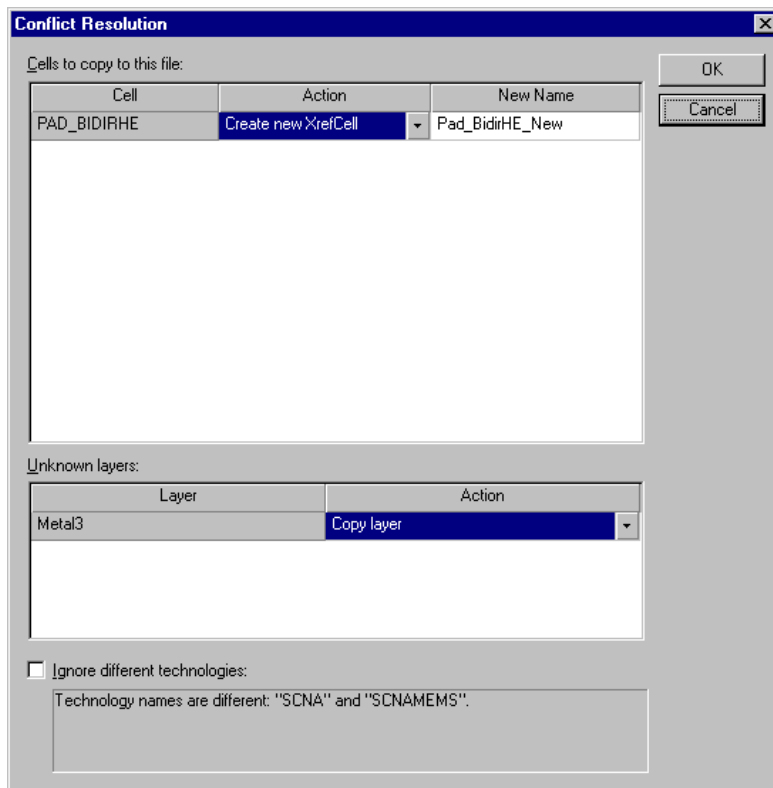 Conflict Resolution
Cells to copy to this file:
OK
Cell Action New Name
Cancel
PAD_BIDIRHE Create new XrefCell Pad_BidirHE_New
Unknown layers:
Layer Action
Metal3 Copy layer
Ignore different technologies:
Technology names are different: "SCNA" and "SCNAMEMS".